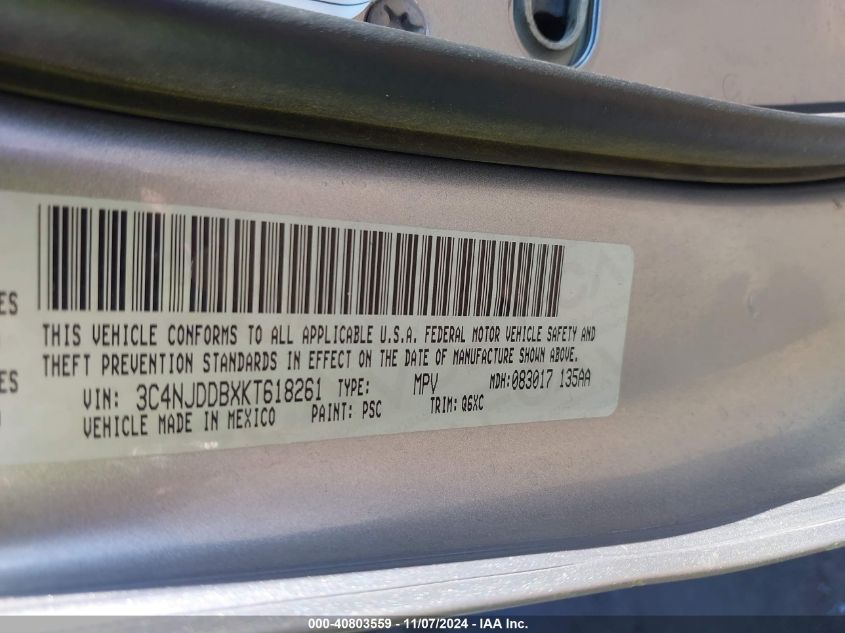 ES
THIS VEHICLE CONFORMS TO ALL APPLICABLE U.S.A. FEDERAL MOTOR VEHICLE SAFETY AND
THEFT PREVENTION STANDARDS IN EFFECT ON THE DATE OF MANUFACTURE SHOWN ABOVE.
ES VIN: 3C4NJDDBXKT618261 TYPE: MPV MDH:083017 135AA
VEHICLE MADE IN MEXICO PAINT: PSC TRIM: Q6XC
000-40803559 - 11/07/2024 - IAA Inc.